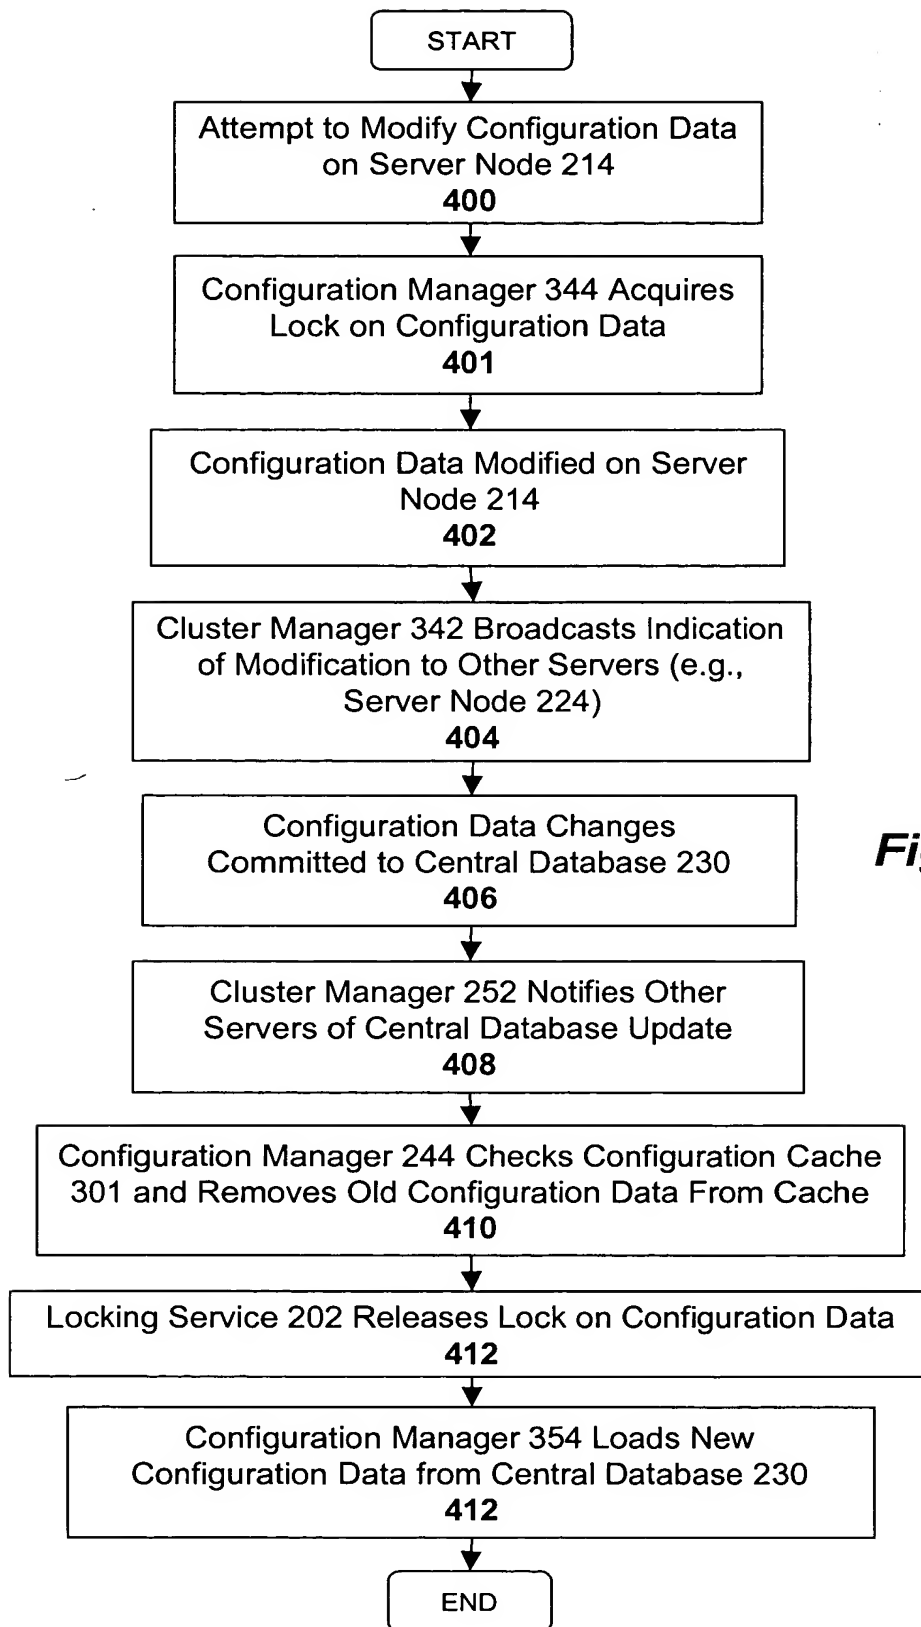 START
Attempt to Modify Configuration Data
on Server Node 214
400
Configuration Manager 344 Acquires
Lock on Configuration Data
401
Configuration Data Modified on Server
Node 214
402
Cluster Manager 342 Broadcasts Indication
of Modification to Other Servers (e.g.,
Server Node 224)
404
Configuration Data Changes
Committed to Central Database 230
406
Cluster Manager 252 Notifies Other
Servers of Central Database Update
408
Configuration Manager 244 Checks Configuration Cache
301 and Removes Old Configuration Data From Cache
410
Locking Service 202 Releases Lock on Configuration Data
412
Configuration Manager 354 Loads New
Configuration Data from Central Database 230
412
END